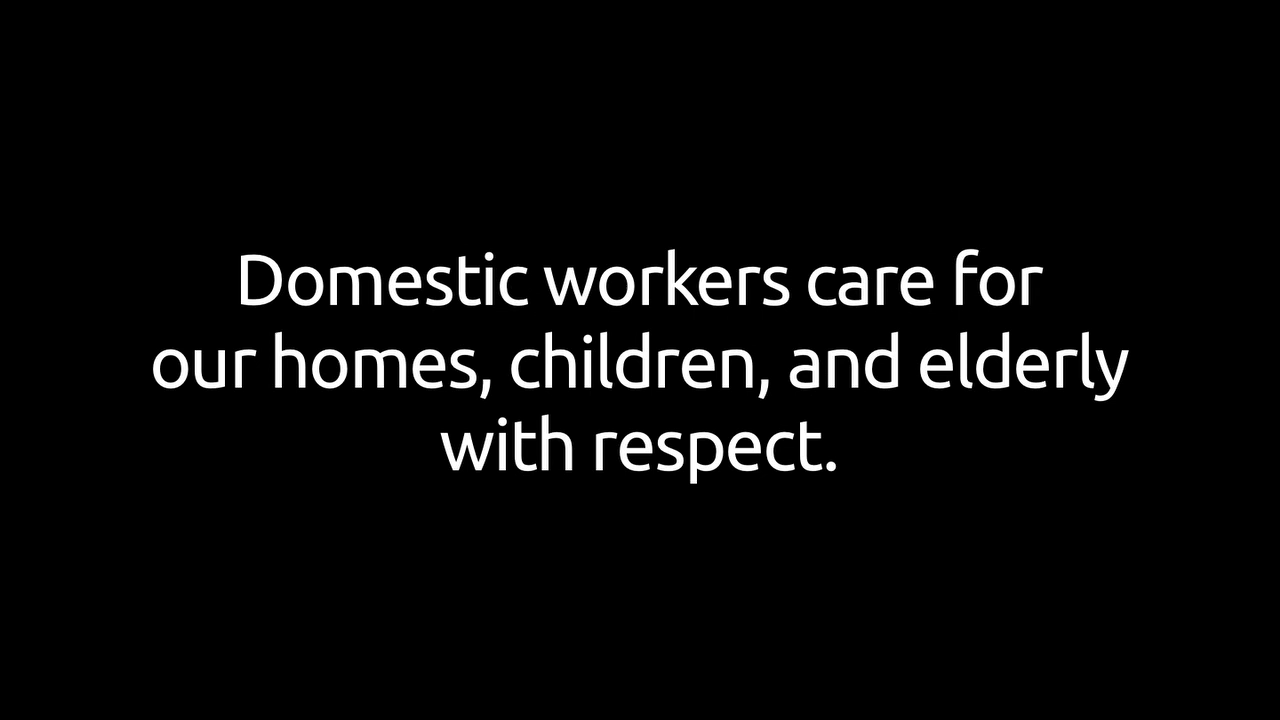 Domestic workers care for
our homes, children, and elderly
with respect.